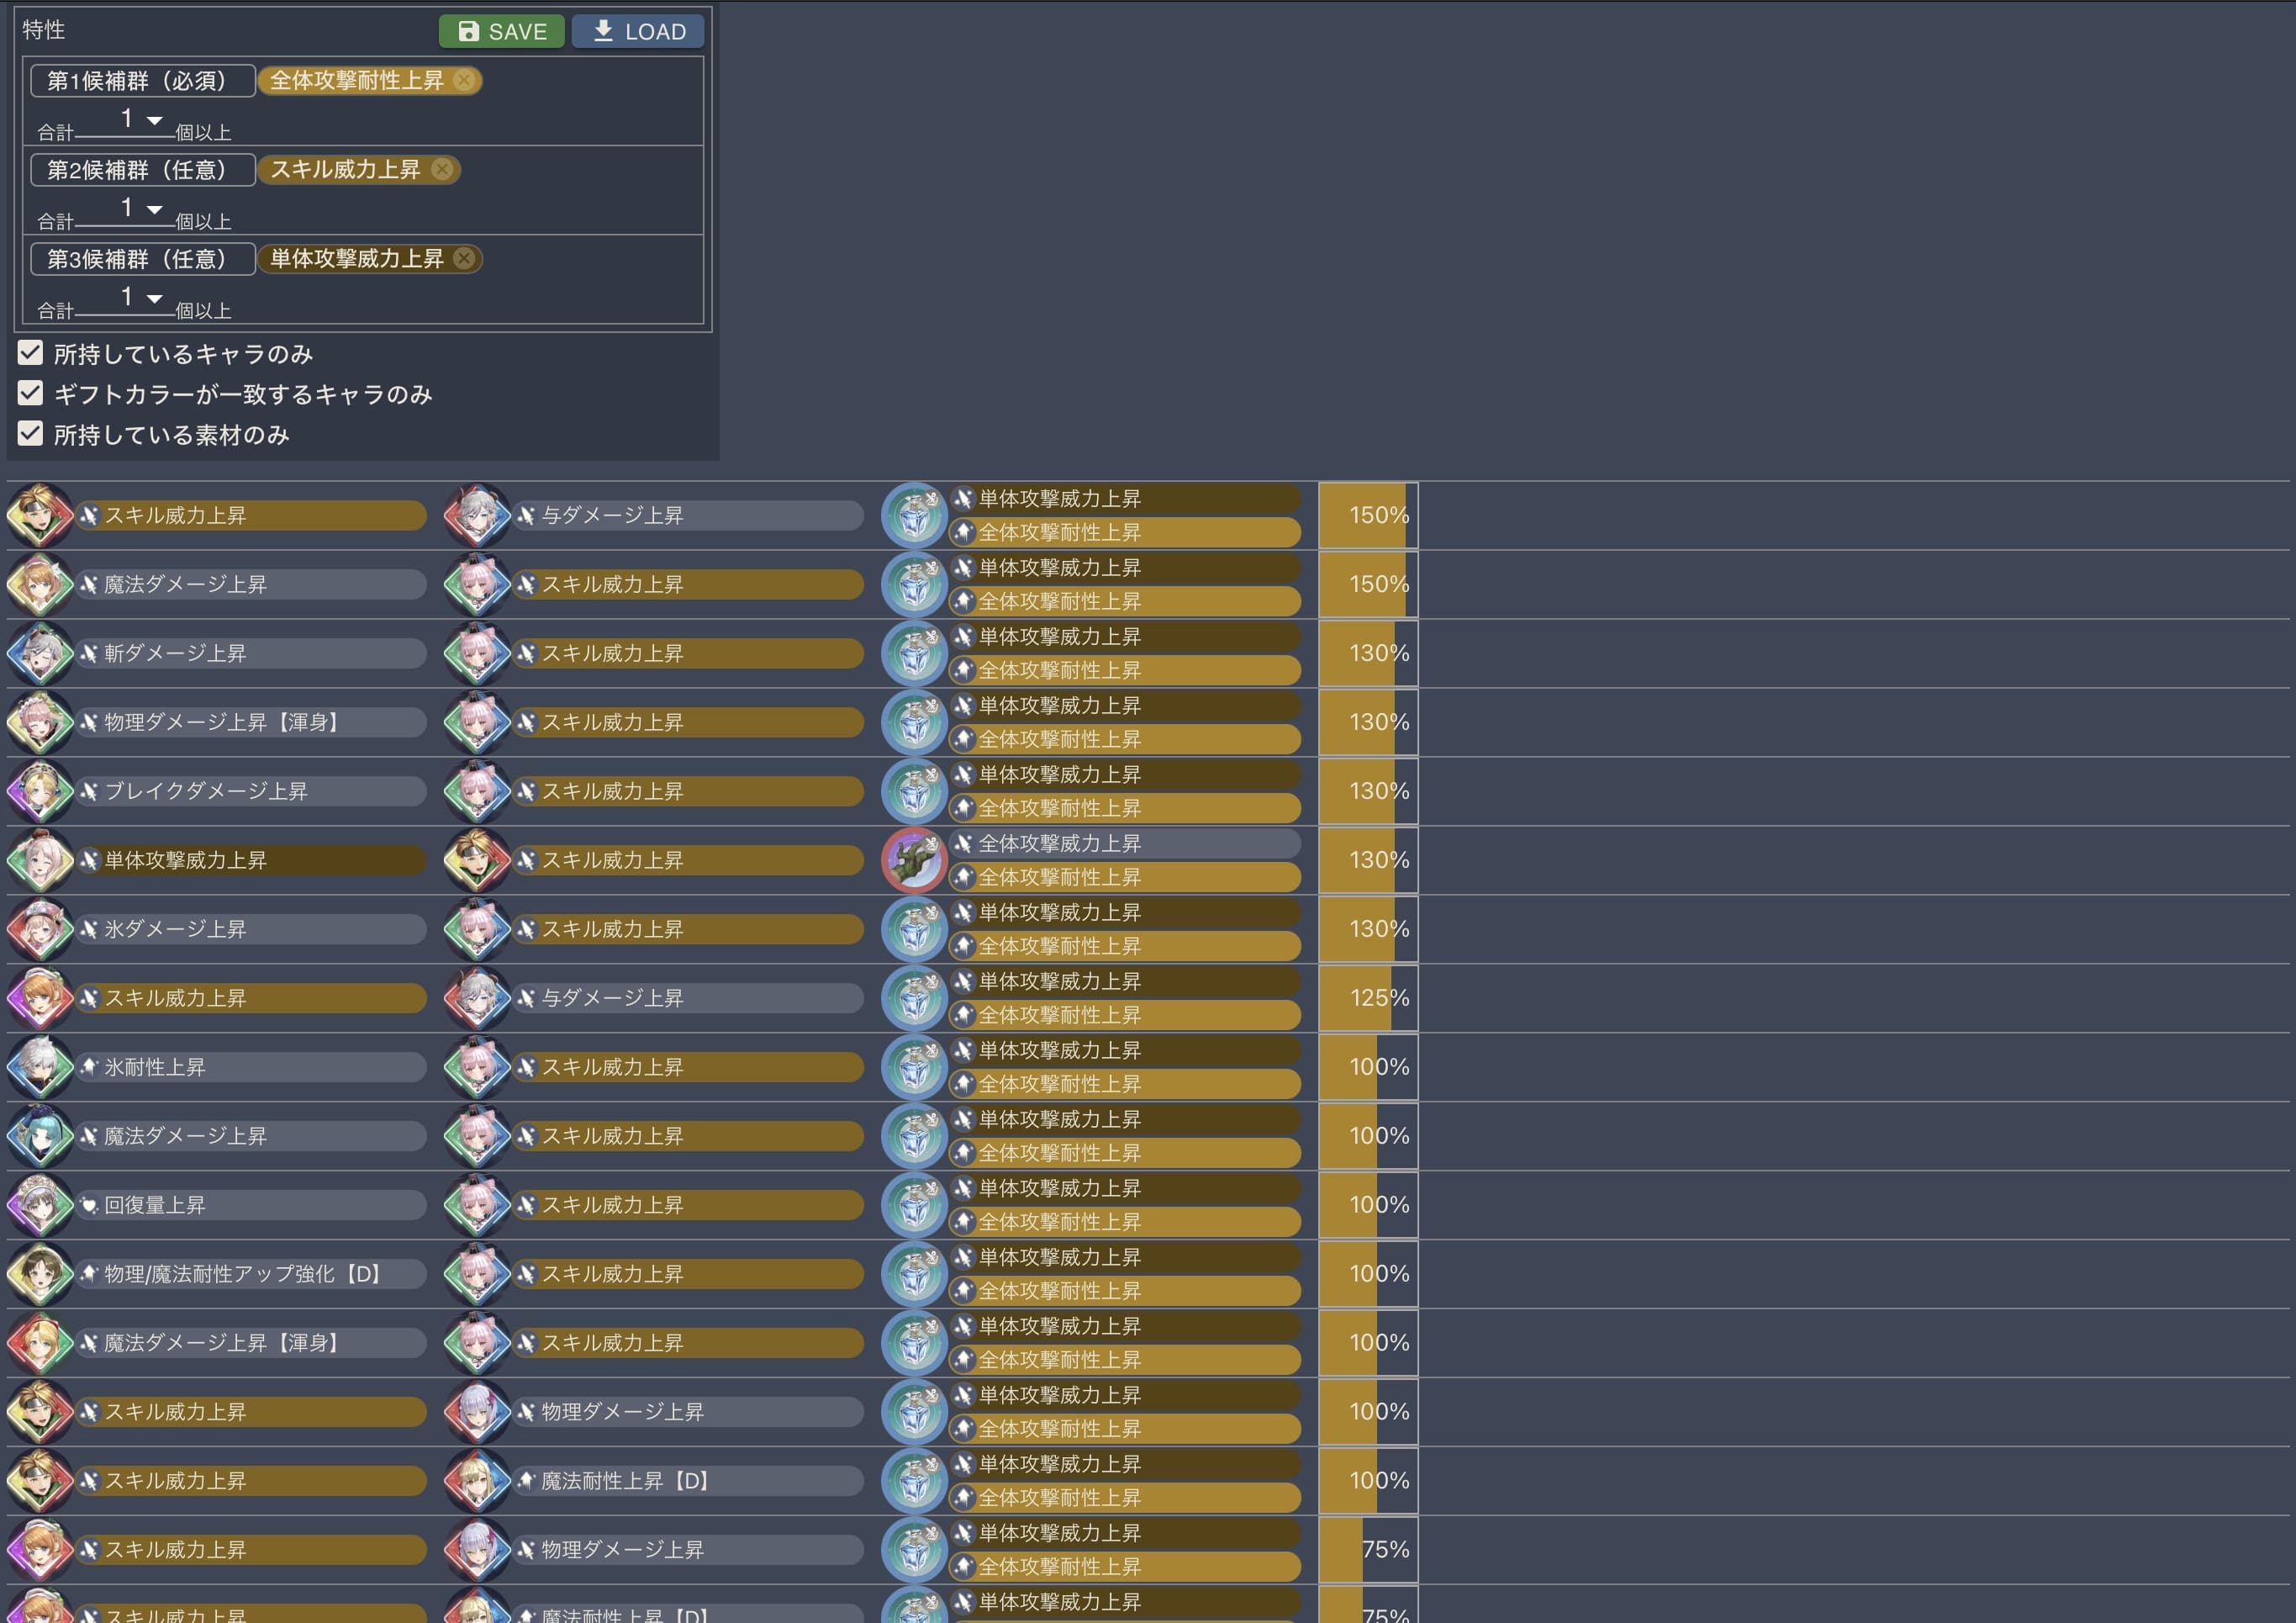 特性
SAVE
LOAD
第1候補群（必須）
全体攻撃耐性上昇
合計 1 個以上
第2候補群（任意）
スキル威力上昇
合計 1 個以上
第3候補群（任意）
単体攻撃威力上昇
合計 1 個以上
所持しているキャラのみ
ギフトカラーが一致するキャラのみ
所持している素材のみ
スキル威力上昇
与ダメージ上昇
単体攻撃威力上昇
全体攻撃耐性上昇
150%
魔法ダメージ上昇
スキル威力上昇
単体攻撃威力上昇
全体攻撃耐性上昇
150%
斬ダメージ上昇
スキル威力上昇
単体攻撃威力上昇
全体攻撃耐性上昇
130%
物理ダメージ上昇【渾身】
スキル威力上昇
単体攻撃威力上昇
全体攻撃耐性上昇
130%
ブレイクダメージ上昇
スキル威力上昇
単体攻撃威力上昇
全体攻撃耐性上昇
130%
単体攻撃威力上昇
スキル威力上昇
全体攻撃威力上昇
全体攻撃耐性上昇
130%
氷ダメージ上昇
スキル威力上昇
単体攻撃威力上昇
全体攻撃耐性上昇
130%
スキル威力上昇
与ダメージ上昇
単体攻撃威力上昇
全体攻撃耐性上昇
125%
氷耐性上昇
スキル威力上昇
単体攻撃威力上昇
全体攻撃耐性上昇
100%
魔法ダメージ上昇
スキル威力上昇
単体攻撃威力上昇
全体攻撃耐性上昇
100%
回復量上昇
スキル威力上昇
単体攻撃威力上昇
全体攻撃耐性上昇
100%
物理/魔法耐性アップ強化【D】
スキル威力上昇
単体攻撃威力上昇
全体攻撃耐性上昇
100%
魔法ダメージ上昇【渾身】
スキル威力上昇
単体攻撃威力上昇
全体攻撃耐性上昇
100%
スキル威力上昇
物理ダメージ上昇
単体攻撃威力上昇
全体攻撃耐性上昇
100%
スキル威力上昇
魔法耐性上昇【D】
単体攻撃威力上昇
全体攻撃耐性上昇
100%
スキル威力上昇
物理ダメージ上昇
単体攻撃威力上昇
全体攻撃耐性上昇
75%
スキル威力上昇
魔法耐性上昇【D】
単体攻撃威力上昇
75%